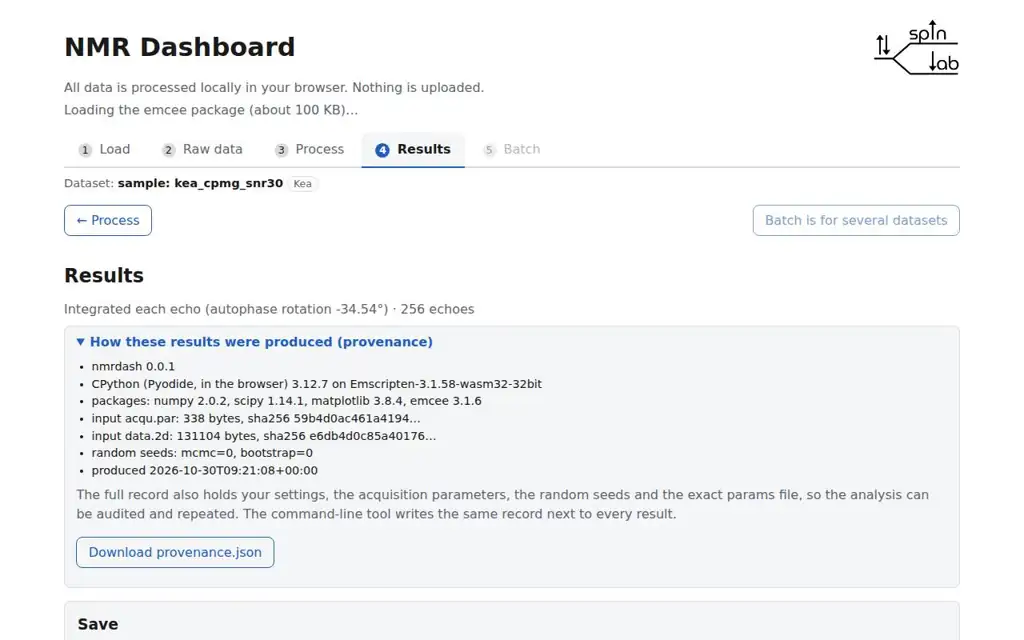 NMR Dashboard
spin
lab
All data is processed locally in your browser. Nothing is uploaded.
Loading the emcee package (about 100 KB)…
1 Load
2 Raw data
3 Process
4 Results
5 Batch
Dataset: sample: kea_cpmg_snr30 Kea
← Process
Batch is for several datasets
Results
Integrated each echo (autophase rotation -34.54°) · 256 echoes
▼ How these results were produced (provenance)
• nmrdash 0.0.1
• CPython (Pyodide, in the browser) 3.12.7 on Emscripten-3.1.58-wasm32-32bit
• packages: numpy 2.0.2, scipy 1.14.1, matplotlib 3.8.4, emcee 3.1.6
• input acqu.par: 338 bytes, sha256 59b4d0ac461a4194…
• input data.2d: 131104 bytes, sha256 e6db4d0c85a40176…
• random seeds: mcmc=0, bootstrap=0
• produced 2026-10-30T09:21:08+00:00
The full record also holds your settings, the acquisition parameters, the random seeds and the exact params file, so the analysis can
be audited and repeated. The command-line tool writes the same record next to every result.
Download provenance.json
Save